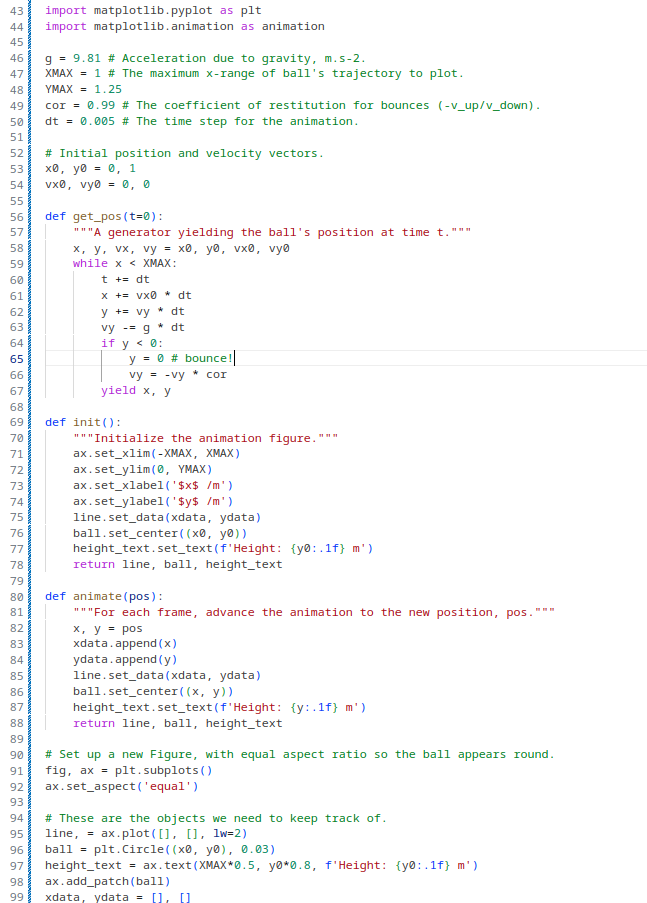 43 import matplotlib.pyplot as plt
44 import matplotlib.animation as animation
45
46 g = 9.81 # Acceleration due to gravity, m.s-2.
47 XMAX = 1 # The maximum x-range of ball's trajectory to plot.
48 YMAX = 1.25
49 cor = 0.99 # The coefficient of restitution for bounces (-v_up/v_down).
50 dt = 0.005 # The time step for the animation.
51
52 # Initial position and velocity vectors.
53 x0, y0 = 0, 1
54 vx0, vy0 = 0, 0
55
56 def get_pos(t=0):
57     """A generator yielding the ball's position at time t."""
58     x, y, vx, vy = x0, y0, vx0, vy0
59     while x < XMAX:
60         t += dt
61         x += vx0 * dt
62         y += vy * dt
63         vy -= g * dt
64         if y < 0:
65             y = 0 # bounce!
66             vy = -vy * cor
67         yield x, y
68
69 def init():
70     """Initialize the animation figure."""
71     ax.set_xlim(-XMAX, XMAX)
72     ax.set_ylim(0, YMAX)
73     ax.set_xlabel('$x$ /m')
74     ax.set_ylabel('$y$ /m')
75     line.set_data(xdata, ydata)
76     ball.set_center((x0, y0))
77     height_text.set_text(f'Height: {y0:.1f} m')
78     return line, ball, height_text
79
80 def animate(pos):
81     """For each frame, advance the animation to the new position, pos."""
82     x, y = pos
83     xdata.append(x)
84     ydata.append(y)
85     line.set_data(xdata, ydata)
86     ball.set_center((x, y))
87     height_text.set_text(f'Height: {y:.1f} m')
88     return line, ball, height_text
89
90 # Set up a new Figure, with equal aspect ratio so the ball appears round.
91 fig, ax = plt.subplots()
92 ax.set_aspect('equal')
93
94 # These are the objects we need to keep track of.
95 line, = ax.plot([], [], lw=2)
96 ball = plt.Circle((x0, y0), 0.03)
97 height_text = ax.text(XMAX*0.5, y0*0.8, f'Height: {y0:.1f} m')
98 ax.add_patch(ball)
99 xdata, ydata = [], []